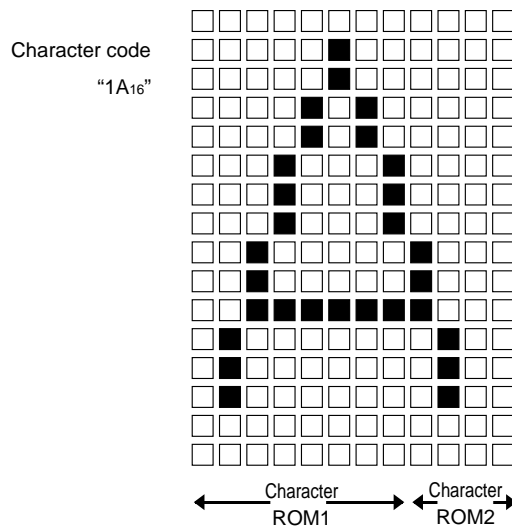 Character code
“1A16”
Character Character
ROM1 ROM2